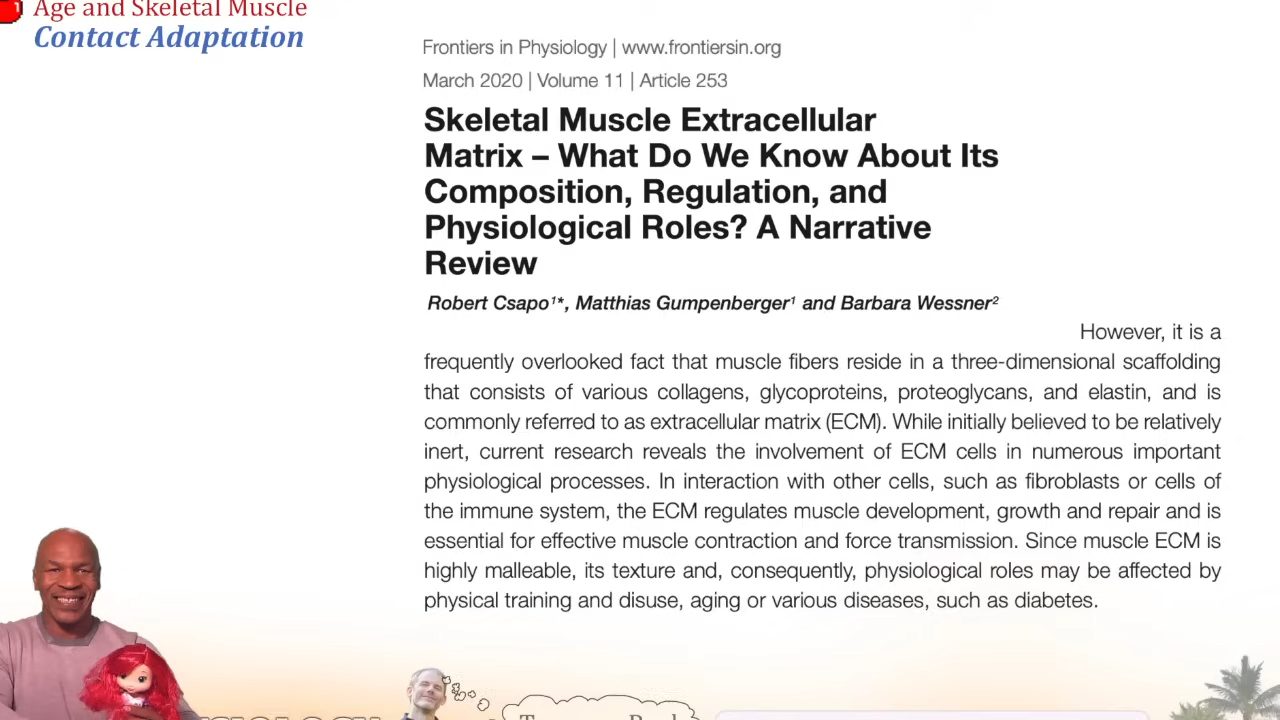 Age and Skeletal Muscle
Contact Adaptation
Frontiers in Physiology | www.frontiersin.org
March 2020 | Volume 11 | Article 253
Skeletal Muscle Extracellular
Matrix – What Do We Know About Its
Composition, Regulation, and
Physiological Roles? A Narrative
Review
Robert Csapo¹*, Matthias Gumpenberger¹ and Barbara Wessner²
However, it is a
frequently overlooked fact that muscle fibers reside in a three-dimensional scaffolding
that consists of various collagens, glycoproteins, proteoglycans, and elastin, and is
commonly referred to as extracellular matrix (ECM). While initially believed to be relatively
inert, current research reveals the involvement of ECM cells in numerous important
physiological processes. In interaction with other cells, such as fibroblasts or cells of
the immune system, the ECM regulates muscle development, growth and repair and is
essential for effective muscle contraction and force transmission. Since muscle ECM is
highly malleable, its texture and, consequently, physiological roles may be affected by
physical training and disuse, aging or various diseases, such as diabetes.